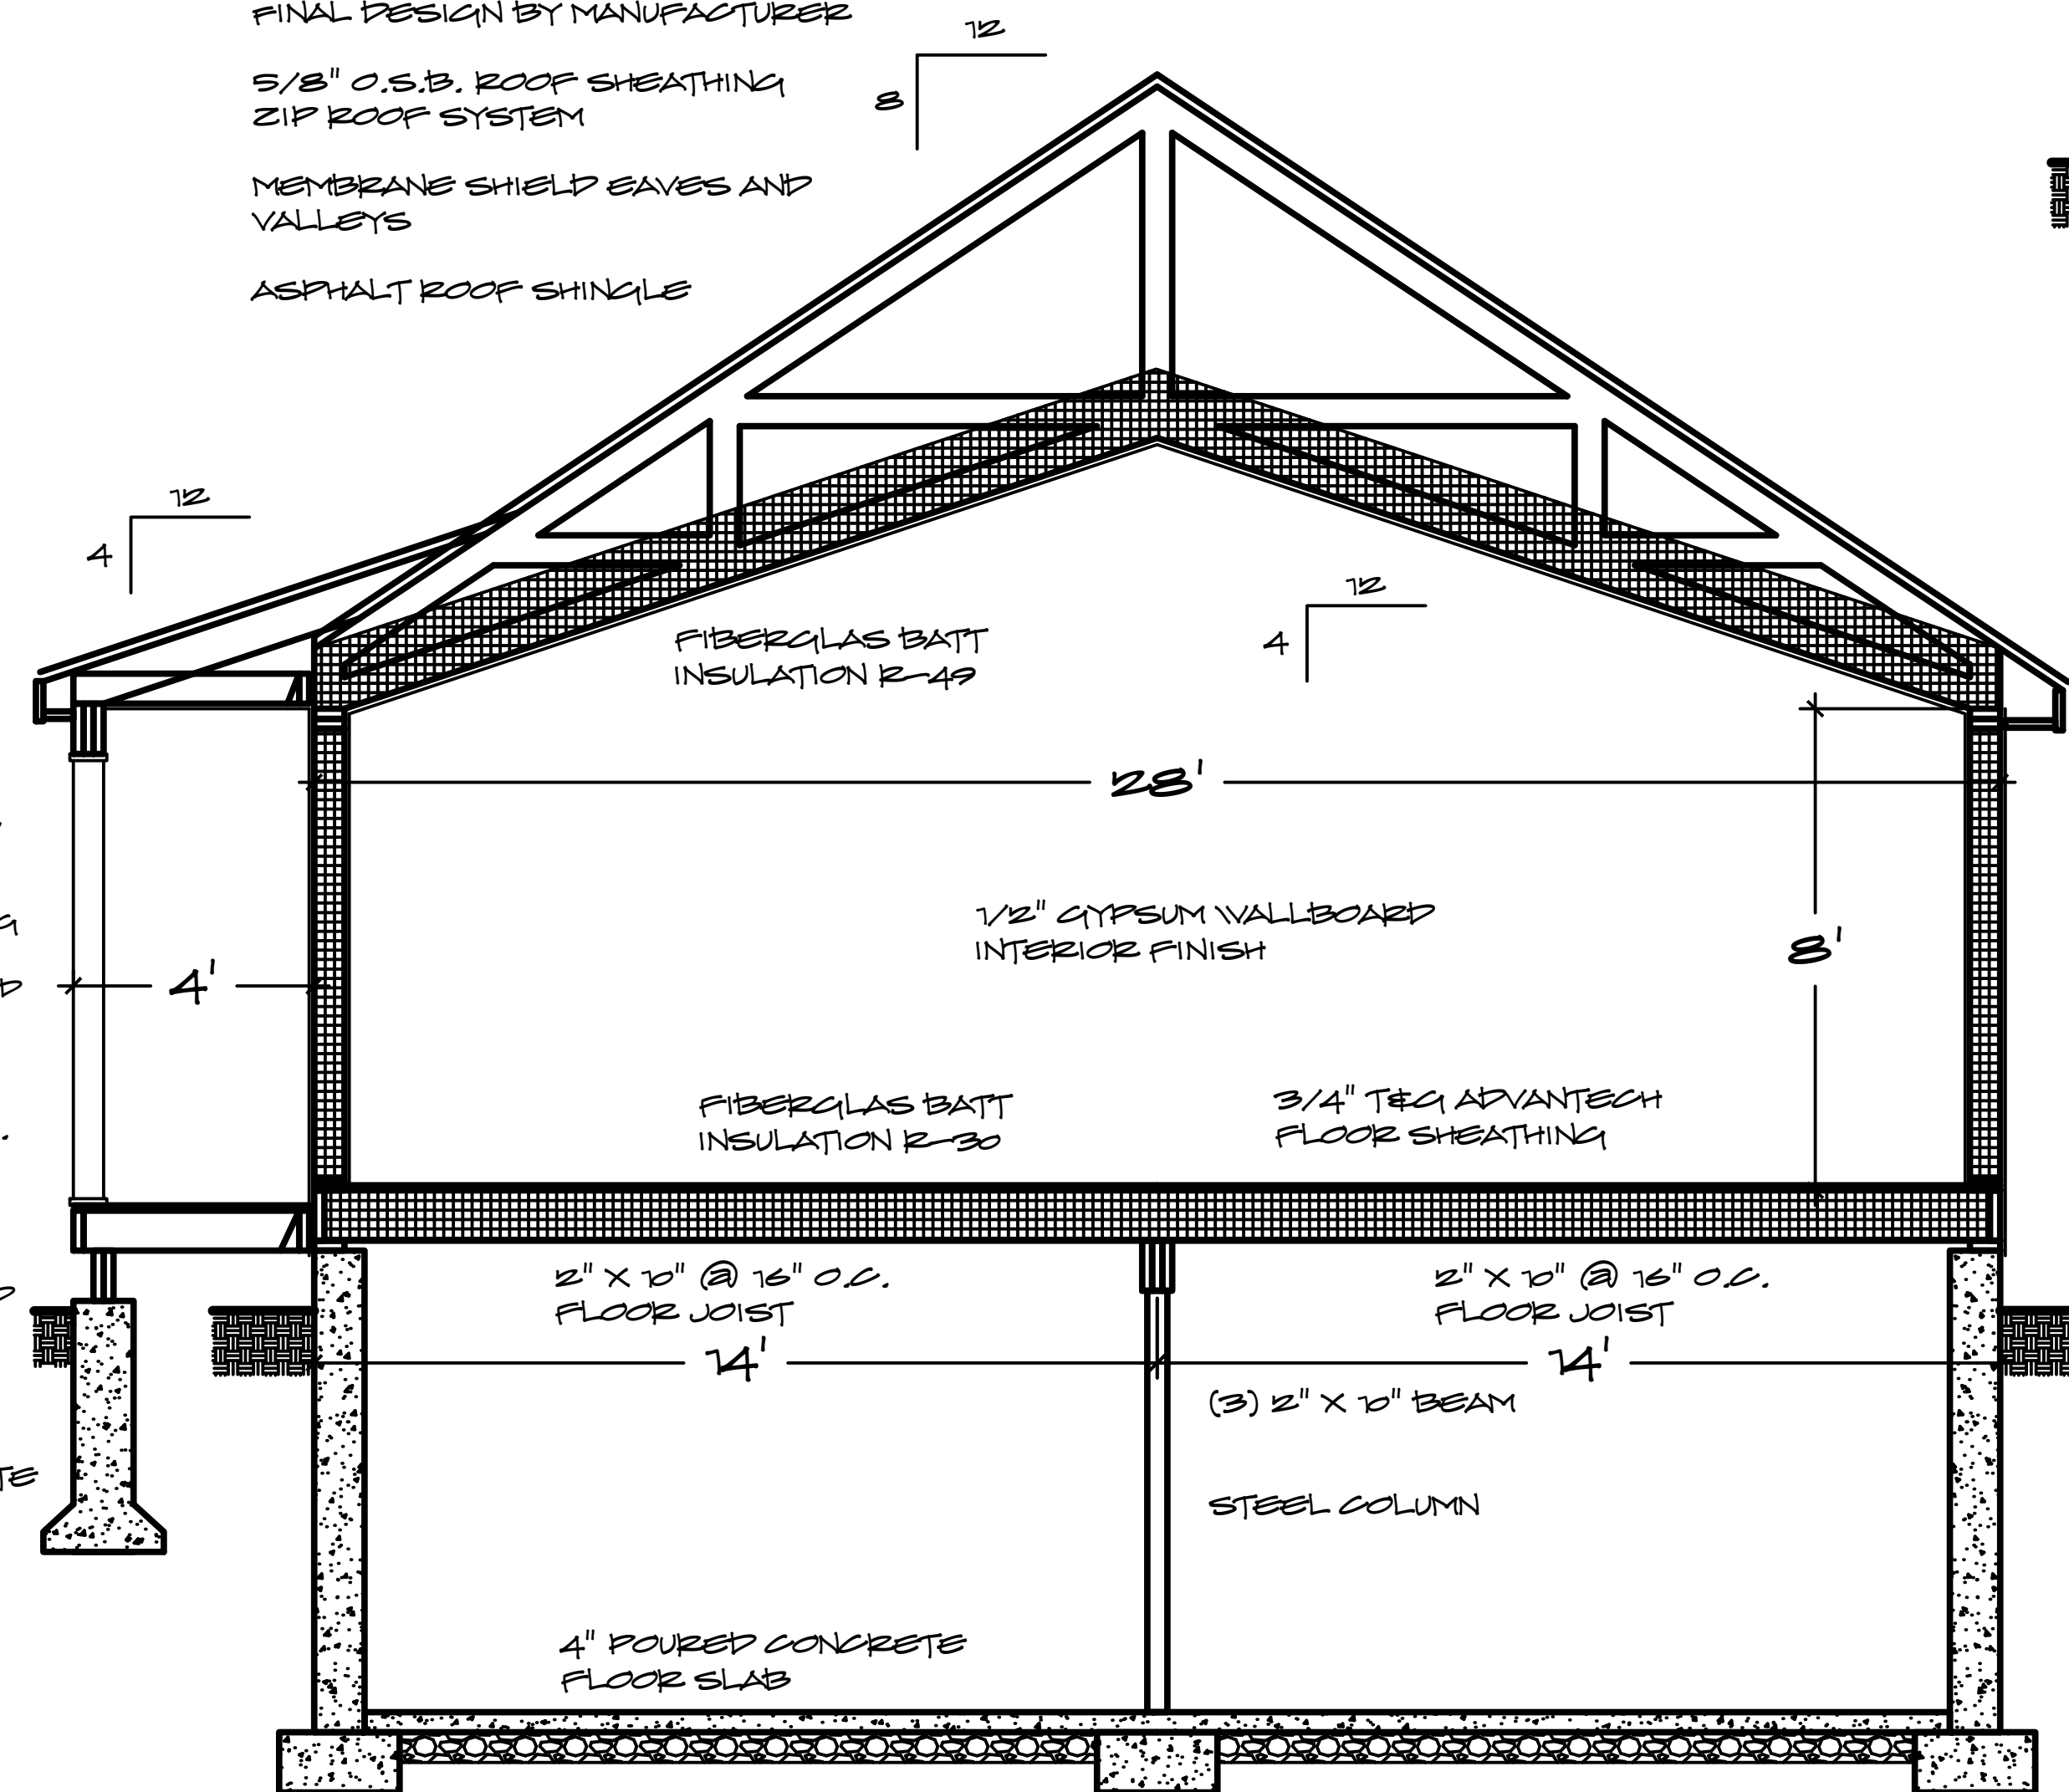 FINAL DESIGN BY MANUFACTURER
5/8" O.S.B. ROOF SHEATHING
ZIP ROOF SYSTEM
MEMBRANE SHIELD EAVES AND
VALLEYS
ASPHALT ROOF SHINGLE
12
8
12
4
12
4
FIBERGLAS BATT
INSULATION R-49
28'
1/2" GYPSUM WALLBOARD
INTERIOR FINISH
8'
4'
FIBERGLAS BATT
INSULATION R-30
3/4" T&G ADVANTECH
FLOOR SHEATHING
2" X 10" @ 16" O.C.
FLOOR JOIST
2" X 10" @ 16" O.C.
FLOOR JOIST
14'
14'
(3) 2" X 10" BEAM
STEEL COLUMN
4" POURED CONCRETE
FLOOR SLAB